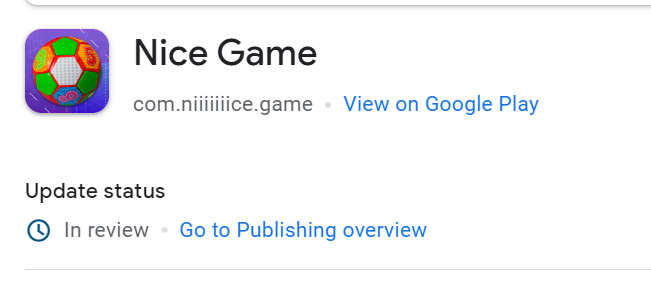 Nice Game
com.niiiiiiice.game • View on Google Play
Update status
In review • Go to Publishing overview